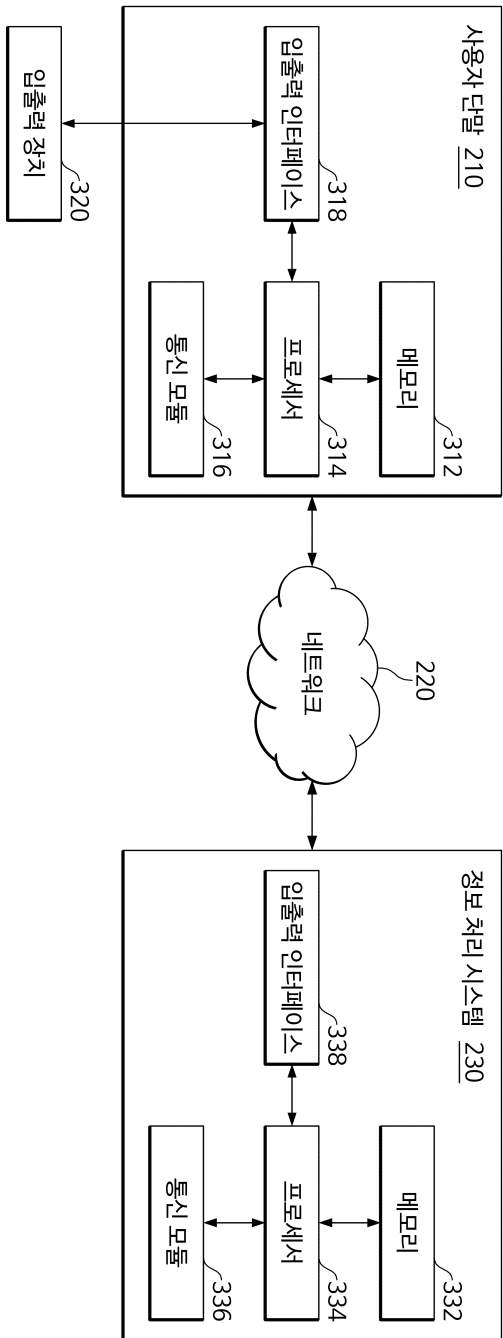 사용자 단말 210
메모리
312
프로세서
314
통신 모듈
316
입출력 인터페이스
318
입출력 장치
320
네트워크
220
정보 처리 시스템 230
메모리
332
프로세서
334
통신 모듈
336
입출력 인터페이스
338